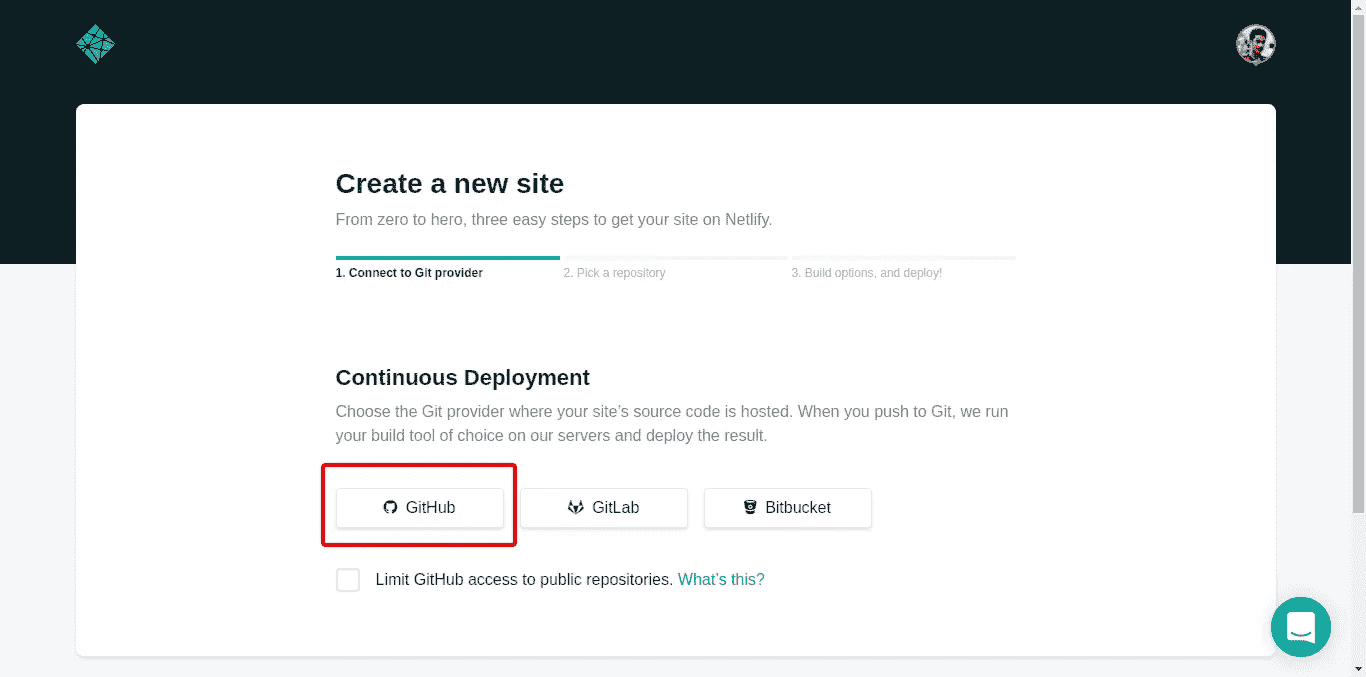 Create a new site
From zero to hero, three easy steps to get your site on Netlify.
1. Connect to Git provider
2. Pick a repository
3. Build options, and deploy!
Continuous Deployment
Choose the Git provider where your site’s source code is hosted. When you push to Git, we run
your build tool of choice on our servers and deploy the result.
GitHub
GitLab
Bitbucket
Limit GitHub access to public repositories. What’s this?